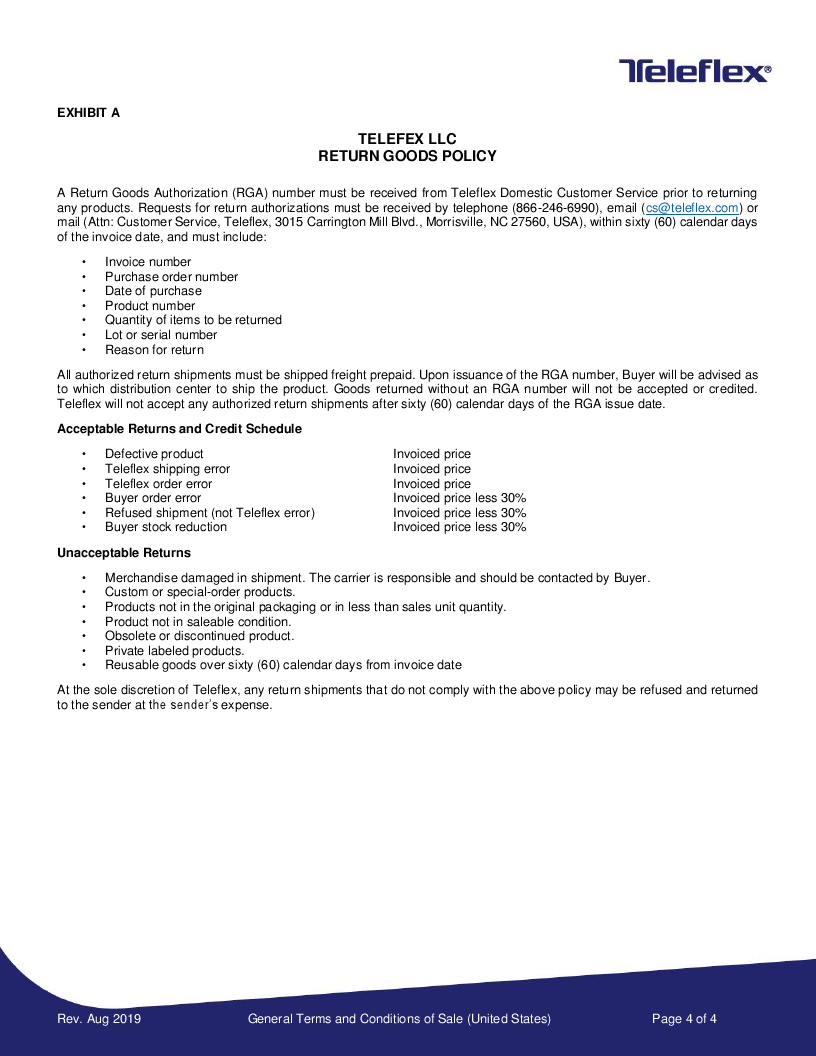 Teleflex®
EXHIBIT A
TELEFEX LLC
RETURN GOODS POLICY
A Return Goods Authorization (RGA) number must be received from Teleflex Domestic Customer Service prior to returning
any products. Requests for return authorizations must be received by telephone (866-246-6990), email (cs@teleflex.com) or
mail (Attn: Customer Service, Teleflex, 3015 Carrington Mill Blvd., Morrisville, NC 27560, USA), within sixty (60) calendar days
of the invoice date, and must include:
• Invoice number
• Purchase order number
• Date of purchase
• Product number
• Quantity of items to be returned
• Lot or serial number
• Reason for return
All authorized return shipments must be shipped freight prepaid. Upon issuance of the RGA number, Buyer will be advised as
to which distribution center to ship the product. Goods returned without an RGA number will not be accepted or credited.
Teleflex will not accept any authorized return shipments after sixty (60) calendar days of the RGA issue date.
Acceptable Returns and Credit Schedule
• Defective product Invoiced price
• Teleflex shipping error Invoiced price
• Teleflex order error Invoiced price
• Buyer order error Invoiced price less 30%
• Refused shipment (not Teleflex error) Invoiced price less 30%
• Buyer stock reduction Invoiced price less 30%
Unacceptable Returns
• Merchandise damaged in shipment. The carrier is responsible and should be contacted by Buyer.
• Custom or special-order products.
• Products not in the original packaging or in less than sales unit quantity.
• Product not in saleable condition.
• Obsolete or discontinued product.
• Private labeled products.
• Reusable goods over sixty (60) calendar days from invoice date
At the sole discretion of Teleflex, any return shipments that do not comply with the above policy may be refused and returned
to the sender at the sender's expense.
Rev. Aug 2019 General Terms and Conditions of Sale (United States) Page 4 of 4